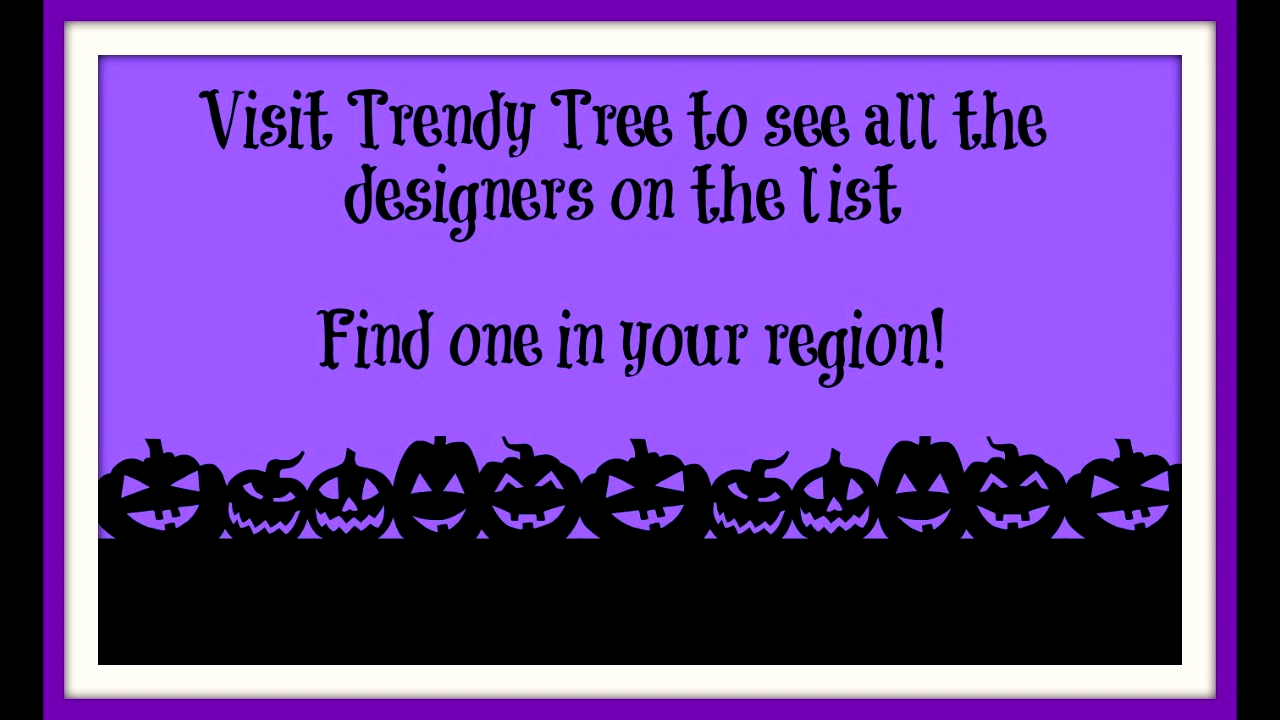 Visit Trendy Tree to see all the
designers on the list
Find one in your region!